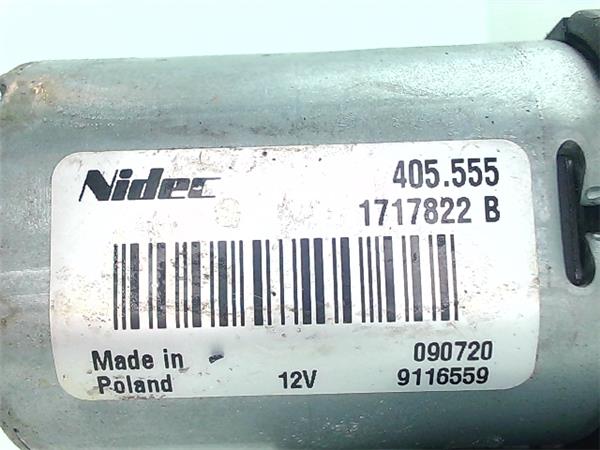 Nidec 405.555
1717822 B
Made in 090720
Poland 12V 9116559